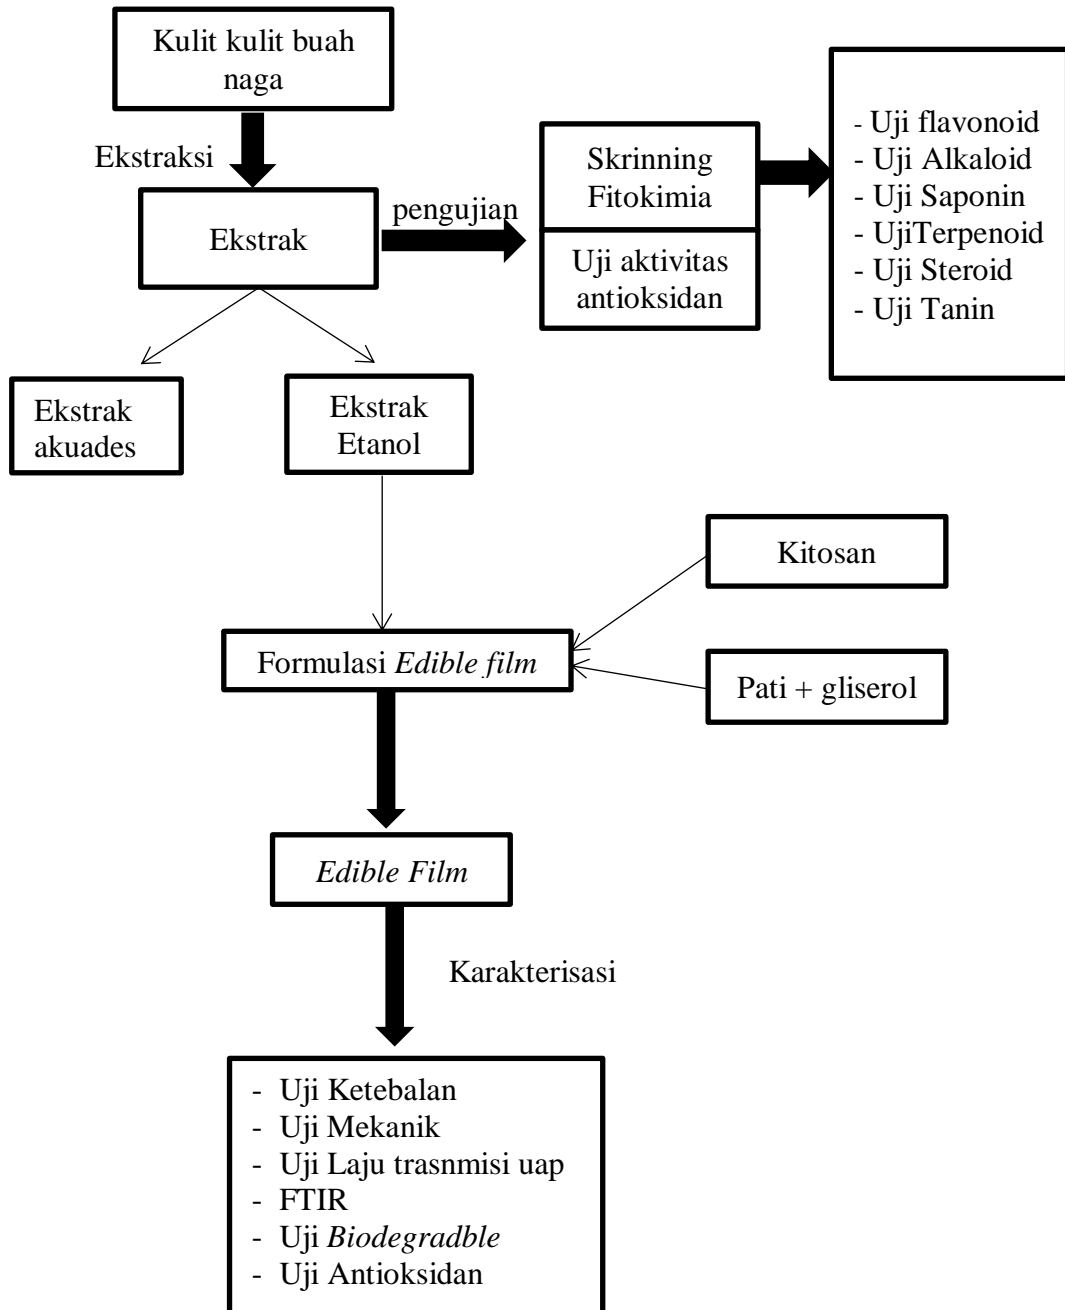 Kulit kulit buah
naga
Ekstraksi
Ekstrak
pengujian
Skrinning
Fitokimia
Uji aktivitas
antioksidan
- Uji flavonoid
- Uji Alkaloid
- Uji Saponin
- UjiTerpenoid
- Uji Steroid
- Uji Tanin
Ekstrak
akuades
Ekstrak
Etanol
Kitosan
Formulasi Edible film
Pati + gliserol
Edible Film
Karakterisasi
- Uji Ketebalan
- Uji Mekanik
- Uji Laju trasnmisi uap
- FTIR
- Uji Biodegradble
- Uji Antioksidan